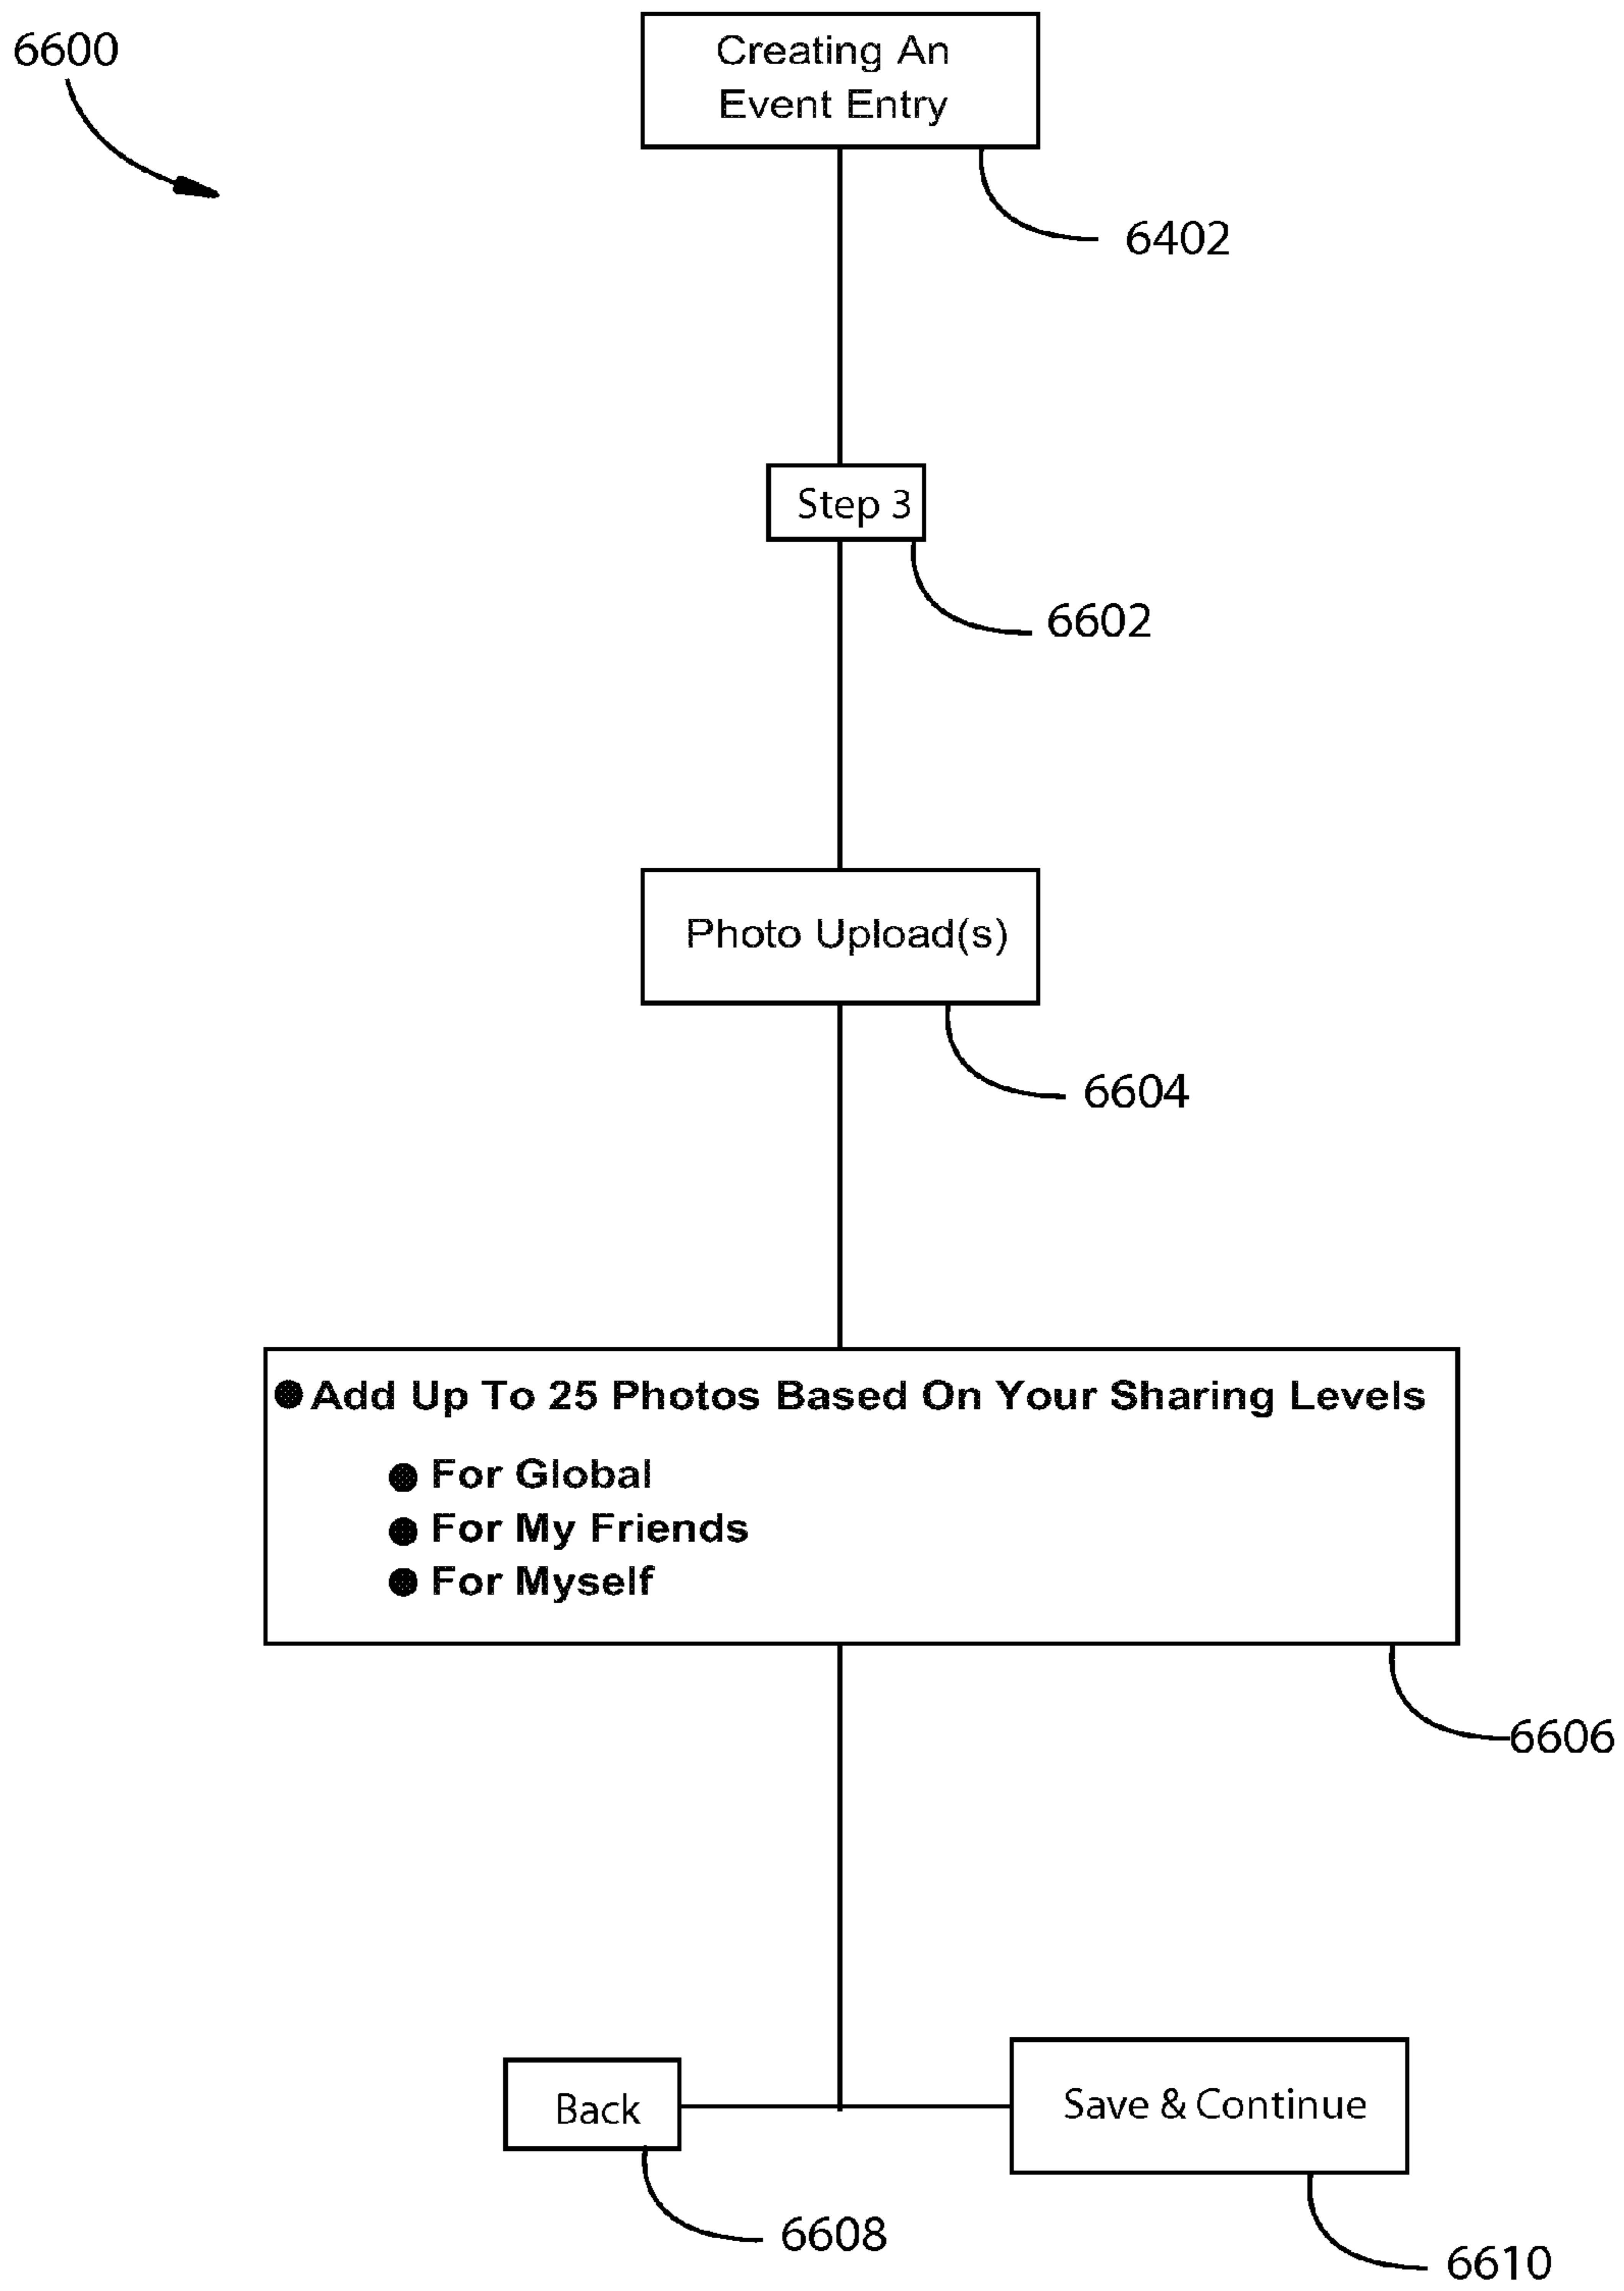 6600
Creating An
Event Entry
6402
Step 3
6602
Photo Upload(s)
6604
● Add Up To 25 Photos Based On Your Sharing Levels
● For Global
● For My Friends
● For Myself
6606
Back
Save & Continue
6608
6610